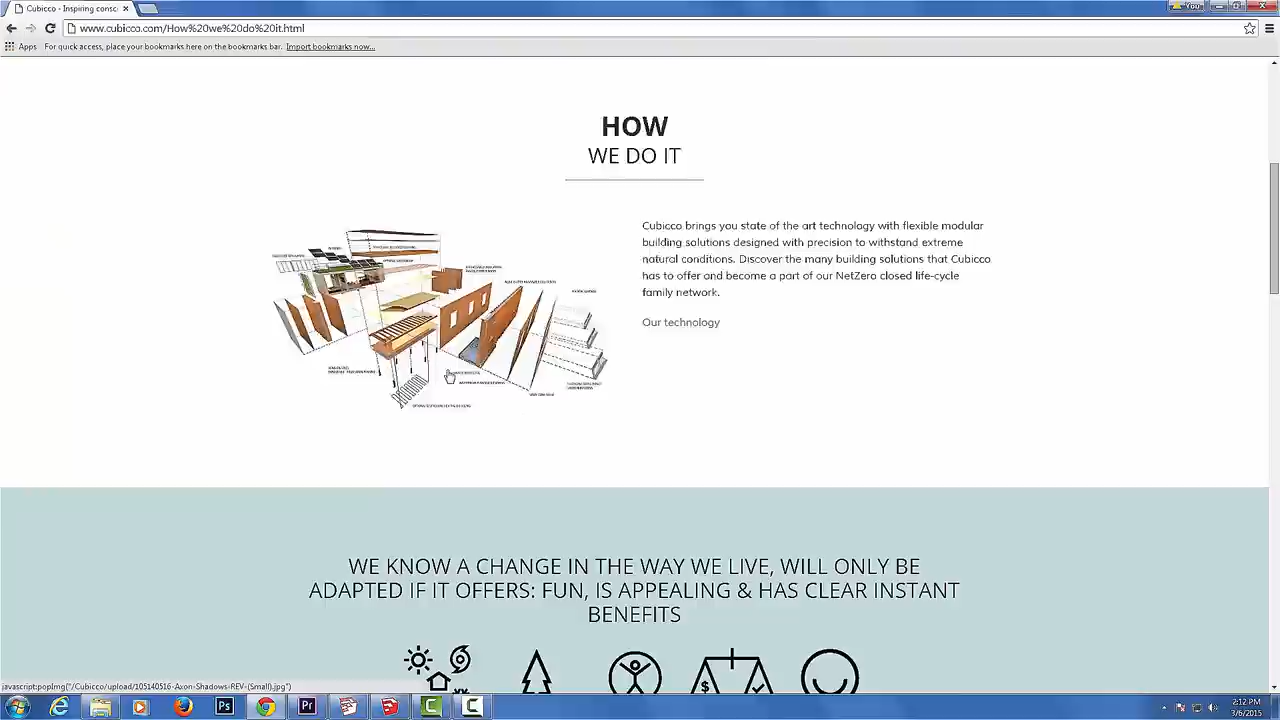 Cubicco - Inspiring consc
You
www.cubicco.com/How%20we%20do%20it.html
Apps For quick access, place your bookmarks here on the bookmarks bar. Import bookmarks now...
HOW
WE DO IT
Cubicco brings you state of the art technology with flexible modular
building solutions designed with precision to withstand extreme
natural conditions. Discover the many building solutions that Cubicco
has to offer and become a part of our NetZero closed life-cycle
family network.
Our technology
WE KNOW A CHANGE IN THE WAY WE LIVE, WILL ONLY BE
ADAPTED IF IT OFFERS: FUN, IS APPEALING & HAS CLEAR INSTANT
BENEFITS
javascript:popImg("/Cubicco/upload/105140516-Axon-Shadows-REV-(Small).jpg")
Ps
Pr
2:12 PM
3/6/2015